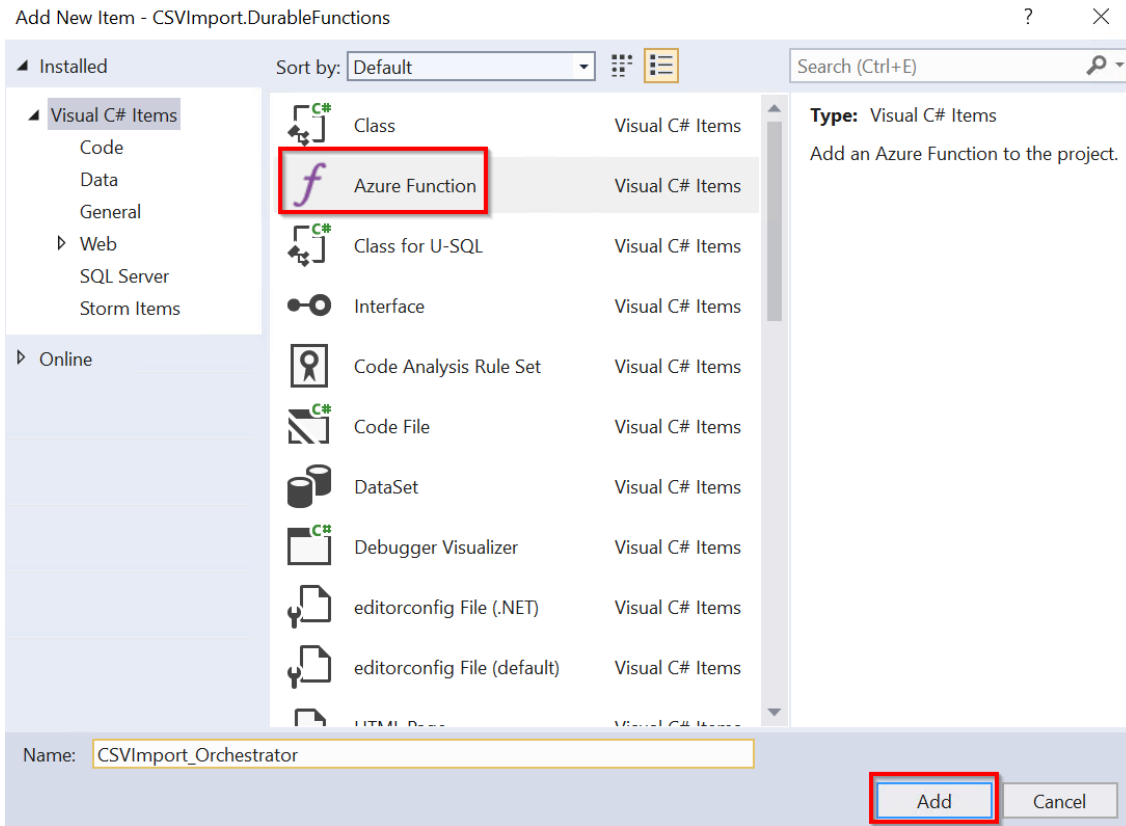 Add New Item - CSVImport.DurableFunctions
?
Installed
Sort by: Default
Search (Ctrl+E)
Visual C# Items
Code
Data
General
Web
SQL Server
Storm Items
Online
C# Class Visual C# Items
Azure Function Visual C# Items
C# Class for U-SQL Visual C# Items
Interface Visual C# Items
Code Analysis Rule Set Visual C# Items
C# Code File Visual C# Items
DataSet Visual C# Items
C# Debugger Visualizer Visual C# Items
editorconfig File (.NET) Visual C# Items
editorconfig File (default) Visual C# Items
HTML Page Visual C# Items
Type: Visual C# Items
Add an Azure Function to the project.
Name: CSVImport_Orchestrator
Add Cancel